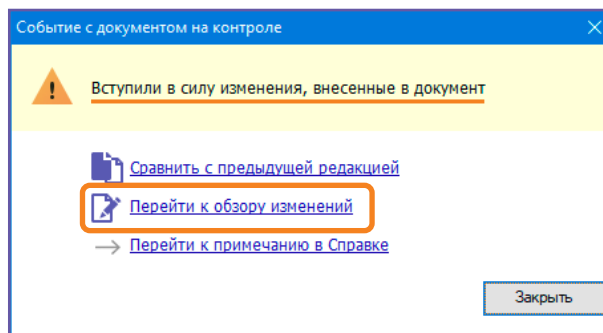 Событие с документом на контроле
Вступили в силу изменения, внесенные в документ
Сравнить с предыдущей редакцией
Перейти к обзору изменений
Перейти к примечанию в Справке
Закрыть